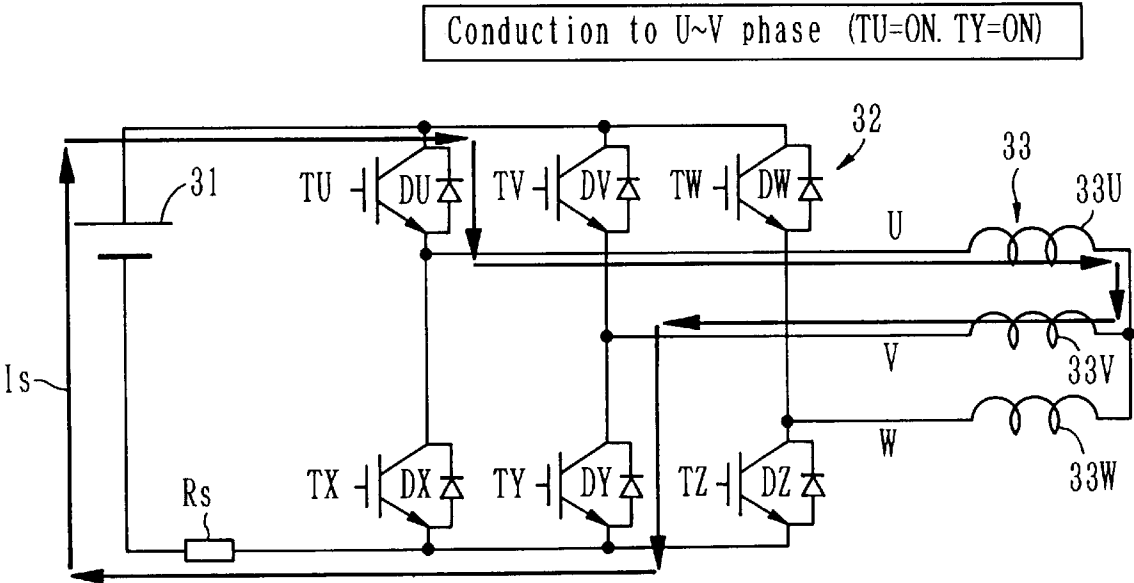 Conduction to U~V phase (TU=ON. TY=ON)
32
31
TU
DU
TV
DV
TW
DW
33
33U
U
Is
V
33V
W
33W
TX
DX
TY
DY
TZ
DZ
Rs